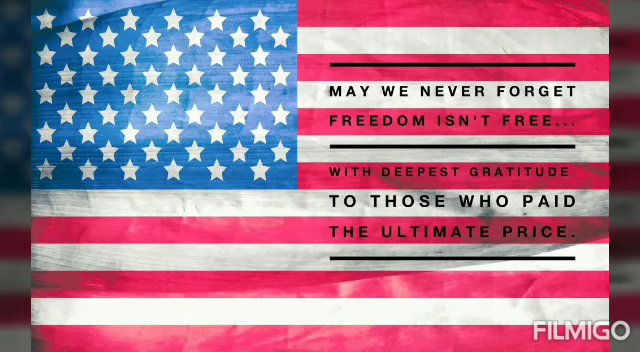 MAY WE NEVER FORGET
FREEDOM ISN'T FREE...
WITH DEEPEST GRATITUDE
TO THOSE WHO PAID
THE ULTIMATE PRICE.
FILMIGO